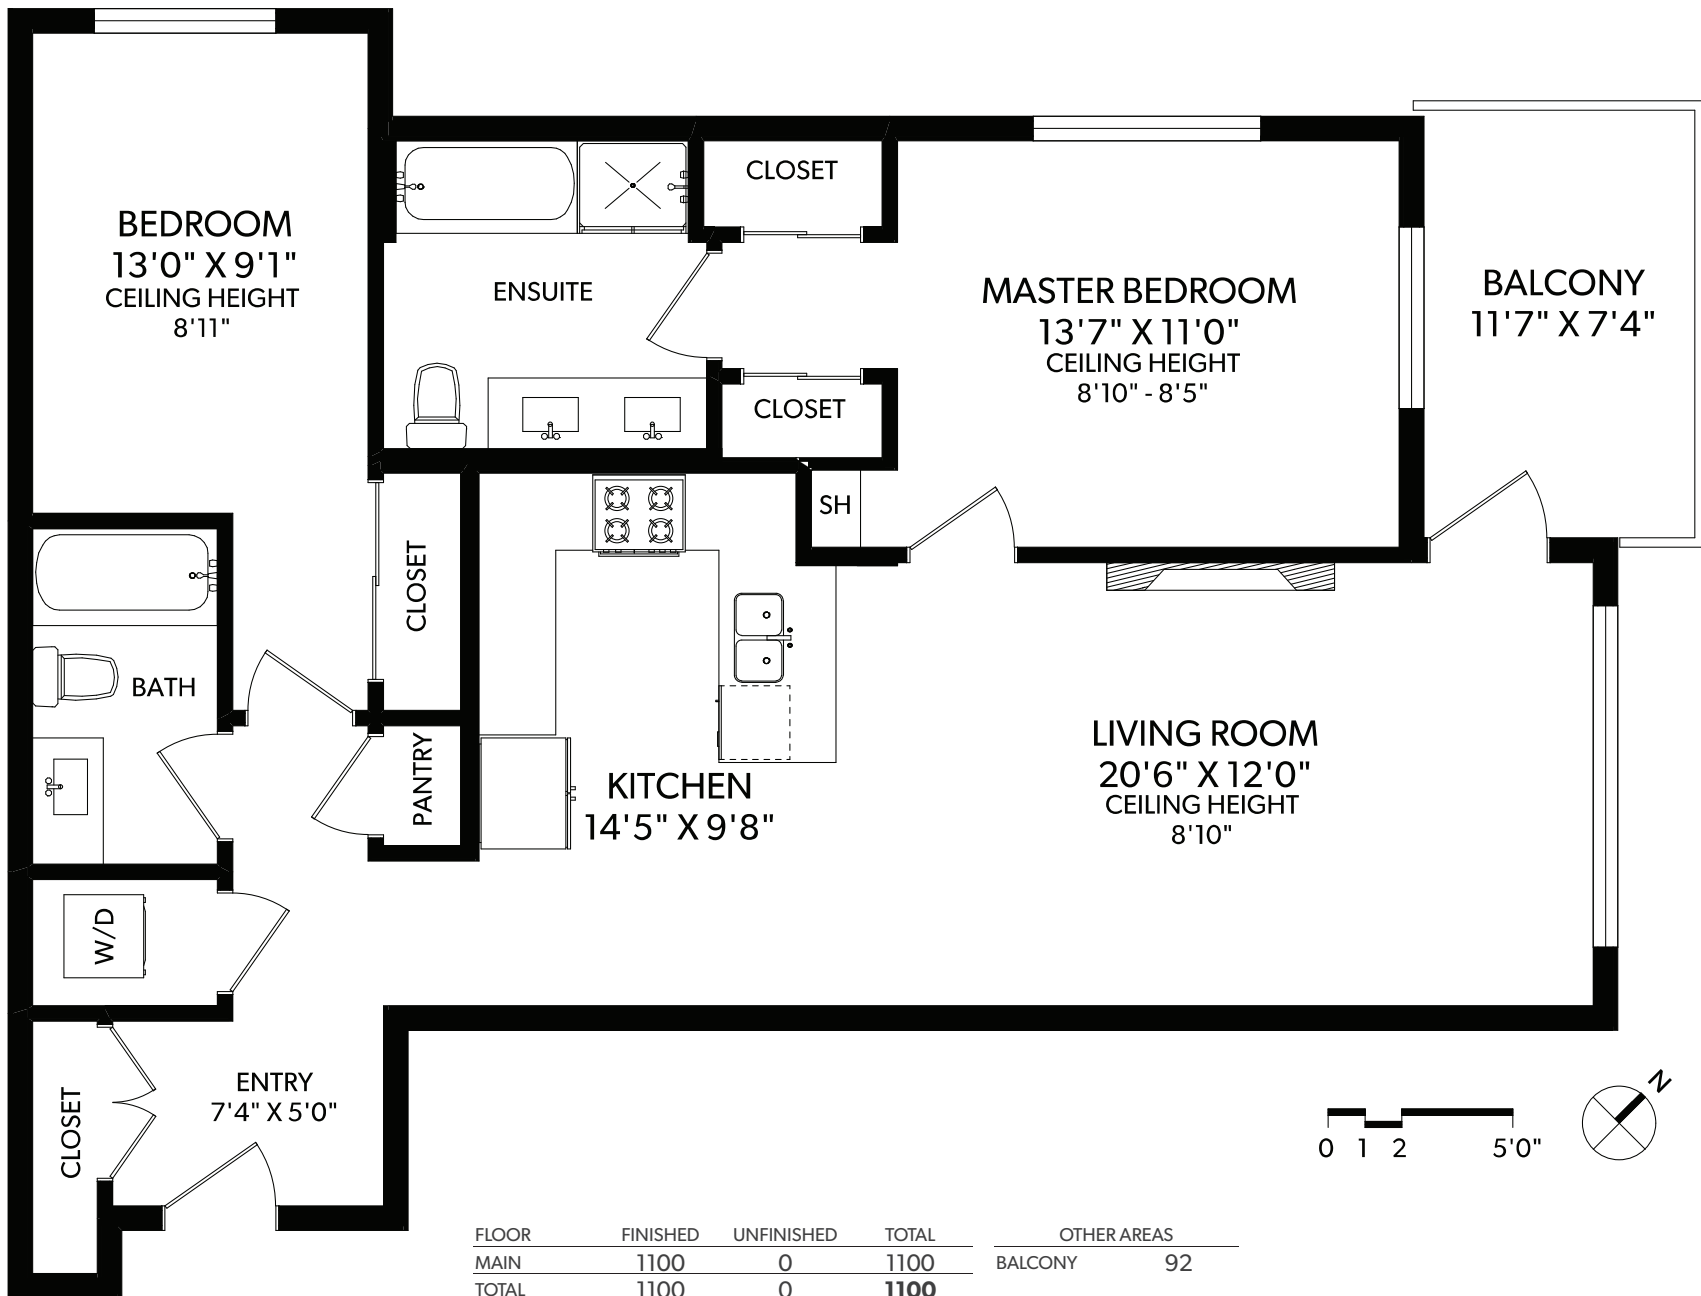 BEDROOM
13'0" X 9'1"
CEILING HEIGHT
8'11"
CLOSET
ENSUITE
CLOSET
MASTER BEDROOM
13'7" X 11'0"
CEILING HEIGHT
8'10" - 8'5"
BALCONY
11'7" X 7'4"
SH
CLOSET
BATH
PANTRY
KITCHEN
14'5" X 9'8"
LIVING ROOM
20'6" X 12'0"
CEILING HEIGHT
8'10"
W/D
CLOSET
ENTRY
7'4" X 5'0"
N
0 1 2 5'0"
FLOOR FINISHED UNFINISHED TOTAL OTHER AREAS
MAIN 1100 0 1100 BALCONY 92
TOTAL 1100 0 1100